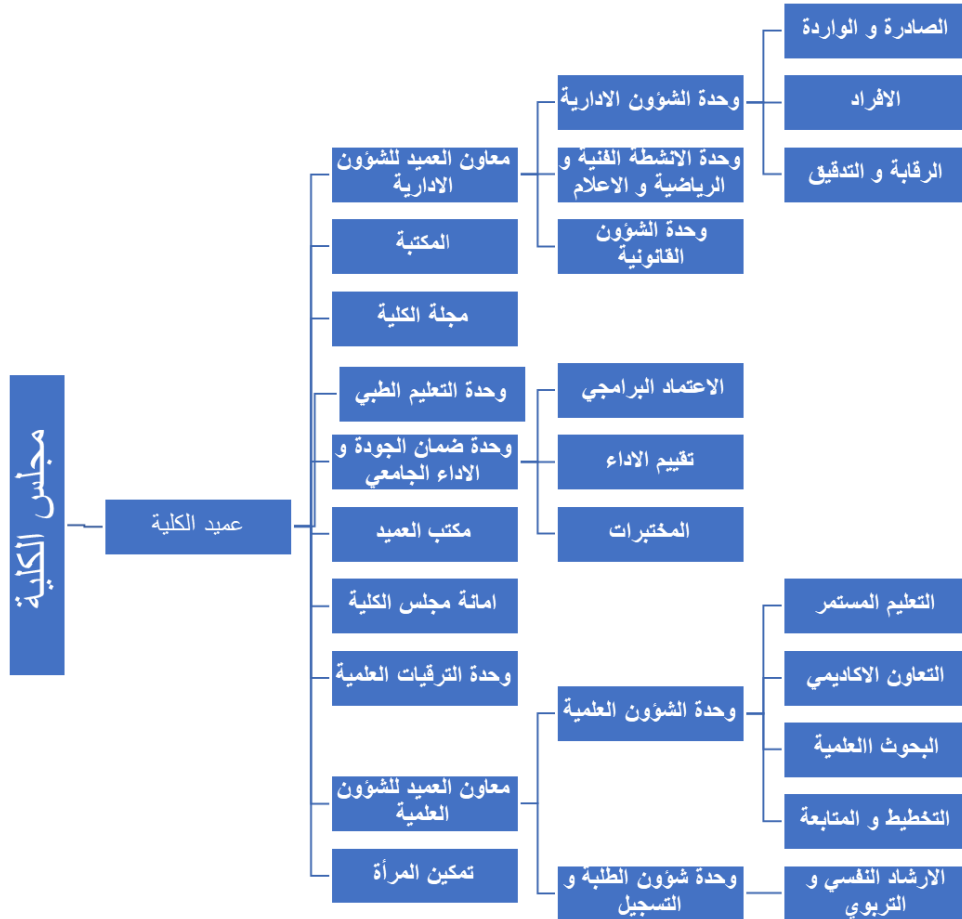 مجلس الكلية
عميد الكلية
معاون العميد للشؤون
الادارية
المكتبة
مجلة الكلية
وحدة التعليم الطبي
وحدة ضمان الجودة و
الاداء الجامعي
مكتب العميد
امانة مجلس الكلية
وحدة الترقيات العلمية
معاون العميد للشؤون
العلمية
تمكين المرأة
وحدة الشؤون الادارية
وحدة الانشطة الفنية و
الرياضية و الاعلام
وحدة الشؤون
القانونية
الاعتماد البرامجي
تقييم الاداء
المختبرات
وحدة الشؤون العلمية
وحدة شؤون الطلبة و
التسجيل
الصادرة و الواردة
الافراد
الرقابة و التدقيق
التعليم المستمر
التعاون الاكاديمي
البحوث االعلمية
التخطيط و المتابعة
الارشاد النفسي و
التربوي